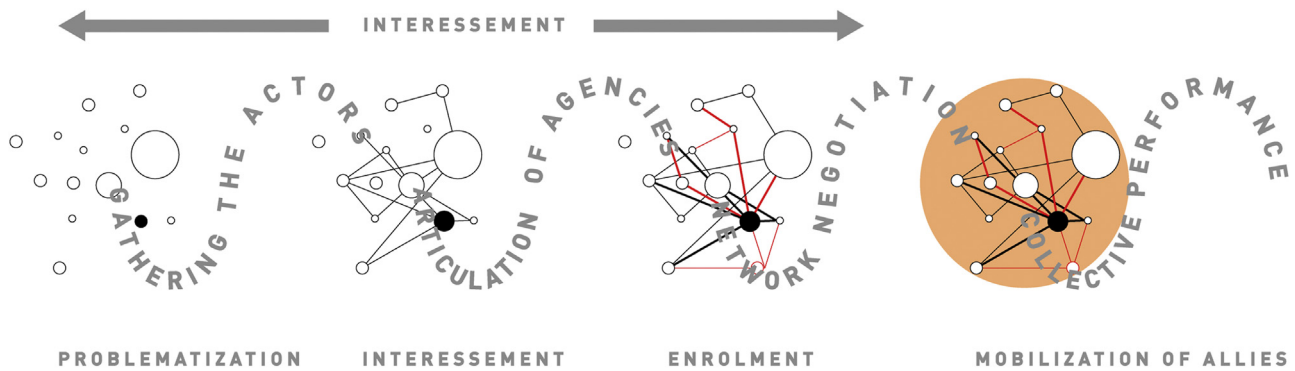 INTERESSEMENT
GATHERING THE ACTORS
ARTICULATION OF AGENCIES
NETWORK NEGOTIATION
COLLECTIVE PERFORMANCE
PROBLEMATIZATION
INTERESSEMENT
ENROLMENT
MOBILIZATION OF ALLIES